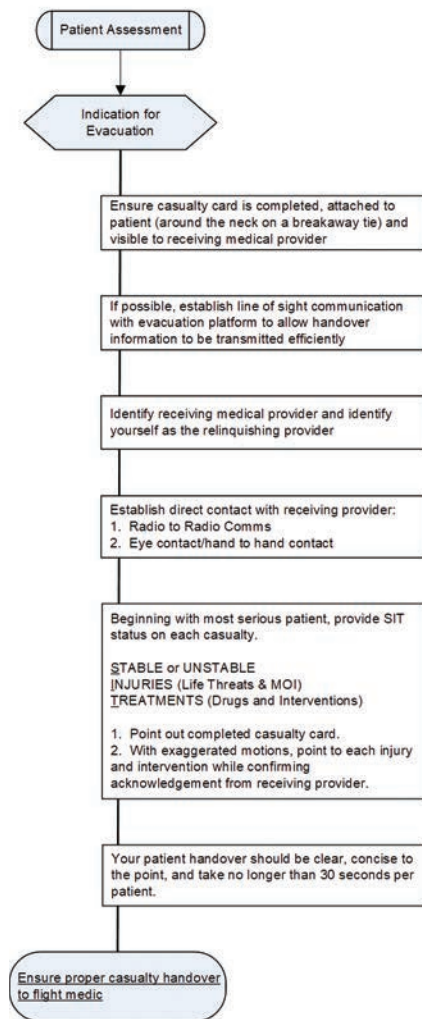 Patient Assessment
Indication for
Evacuation
Ensure casualty card is completed, attached to
patient (around the neck on a breakaway tie) and
visible to receiving medical provider
If possible, establish line of sight communication
with evacuation platform to allow handover
information to be transmitted efficiently
Identify receiving medical provider and identify
yourself as the relinquishing provider
Establish direct contact with receiving provider:
1. Radio to Radio Comms
2. Eye contact/hand to hand contact
Beginning with most serious patient, provide SIT
status on each casualty.
STABLE or UNSTABLE
INJURIES (Life Threats & MOI)
TREATMENTS (Drugs and Interventions)
1. Point out completed casualty card.
2. With exaggerated motions, point to each injury
and intervention while confirming
acknowledgement from receiving provider.
Your patient handover should be clear, concise to
the point, and take no longer than 30 seconds per
patient.
Ensure proper casualty handover
to flight medic